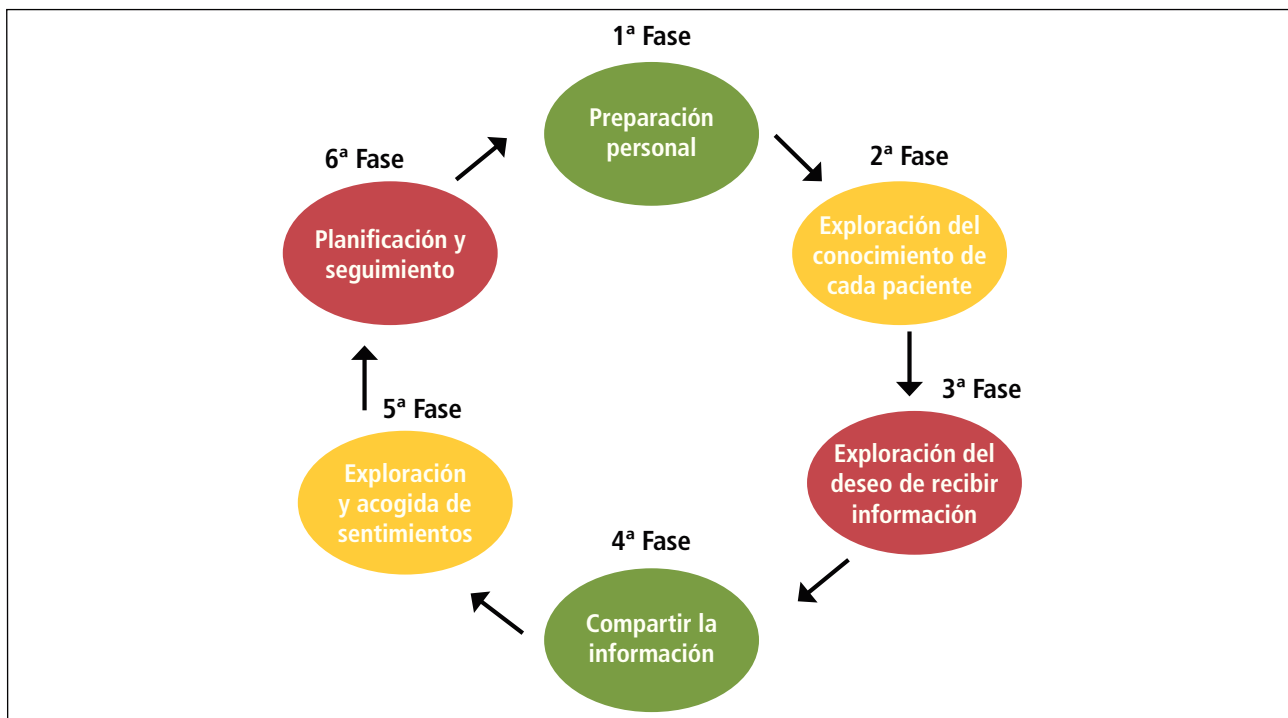 1ª Fase
Preparación
personal
2ª Fase
Exploración del
conocimiento de
cada paciente
3ª Fase
Exploración del
deseo de recibir
información
4ª Fase
Compartir la
información
5ª Fase
Exploración
y acogida de
sentimientos
6ª Fase
Planificación y
seguimiento